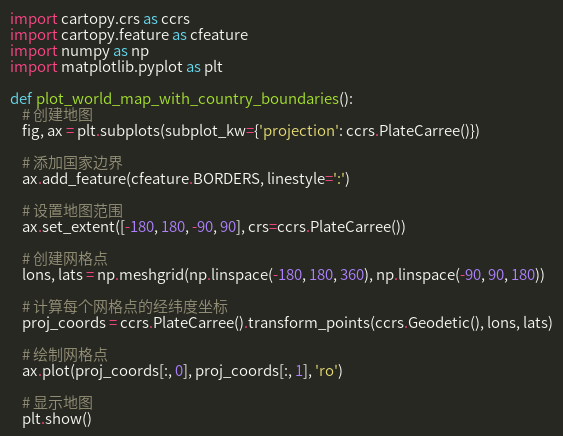 import cartopy.crs as ccrs
import cartopy.feature as cfeature
import numpy as np
import matplotlib.pyplot as plt

def plot_world_map_with_country_boundaries():
    # 创建地图
    fig, ax = plt.subplots(subplot_kw={'projection': ccrs.PlateCarree()})

    # 添加国家边界
    ax.add_feature(cfeature.BORDERS, linestyle=':')

    # 设置地图范围
    ax.set_extent([-180, 180, -90, 90], crs=ccrs.PlateCarree())

    # 创建网格点
    lons, lats = np.meshgrid(np.linspace(-180, 180, 360), np.linspace(-90, 90, 180))

    # 计算每个网格点的经纬度坐标
    proj_coords = ccrs.PlateCarree().transform_points(ccrs.Geodetic(), lons, lats)

    # 绘制网格点
    ax.plot(proj_coords[:, 0], proj_coords[:, 1], 'ro')

    # 显示地图
    plt.show()